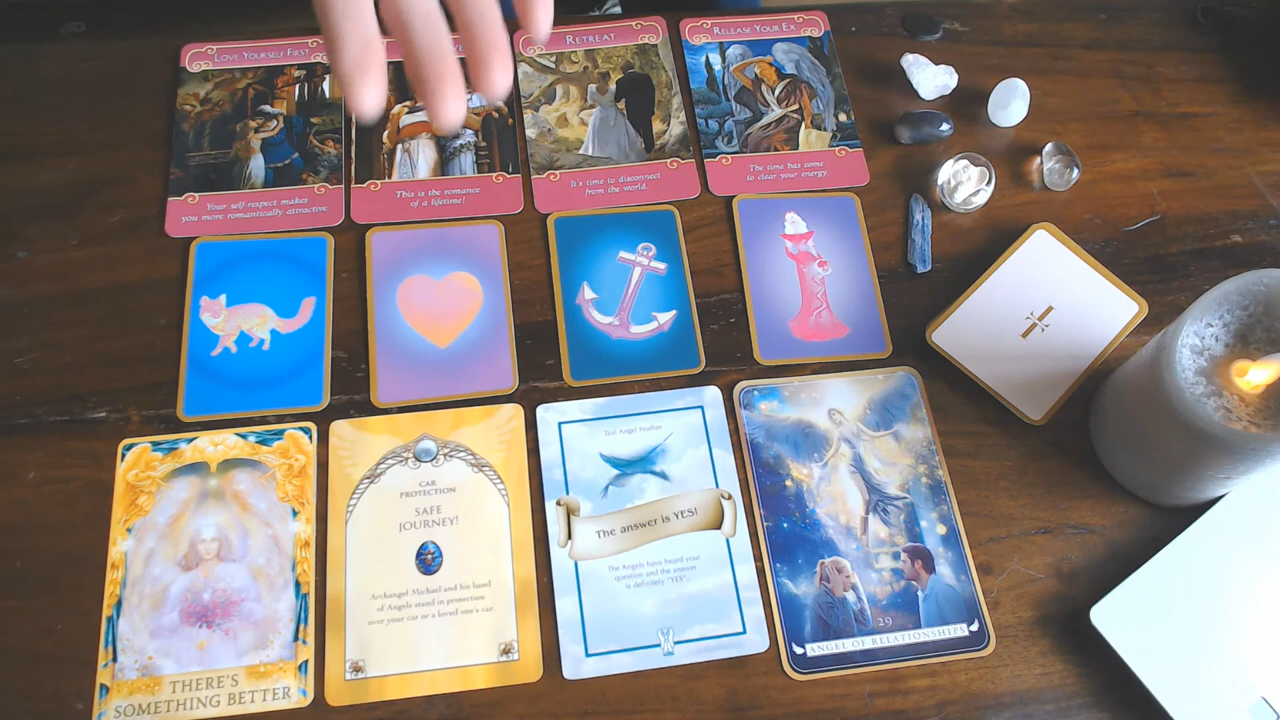 LOVE YOURSELF FIRST
RETREAT
RELEASE YOUR EX
Your self-respect makes
you more romantically attractive.
This is the romance
of a lifetime!
It's time to disconnect
from the world.
The time has come
to clear your energy.
THERE'S
SOMETHING BETTER
CAR
PROTECTION
SAFE
JOURNEY!
Archangel Michael and his band
of Angels stand in protection
over your car or a loved one's car.
Teal Angel Feather
The answer is YES!
The Angels have heard your
question and the answer
is definitely "YES".
29
ANGEL OF RELATIONSHIPS